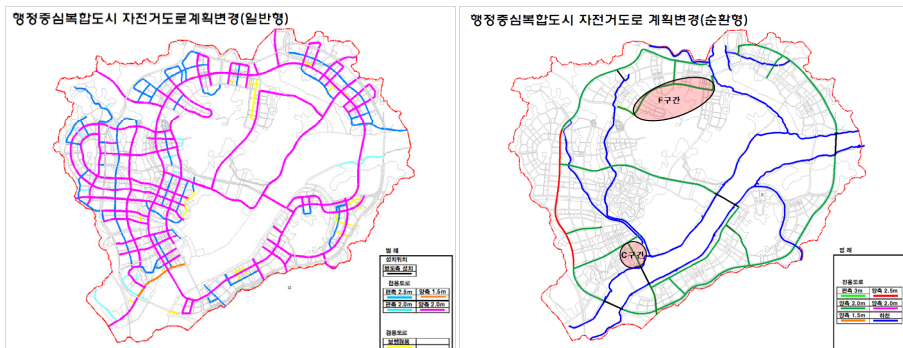 행정중심복합도시 자전거도로계획변경(일반형)
범 례
설치위치
보도측 설치
전용도로
편측 2.5m 양측 1.5m
편측 2.0m 양측 2.0m
겸용도로
보행겸용
행정중심복합도시 자전거도로 계획변경(순환형)
F구간
C구간
범 례
전용도로
편측 3m 양측 2.5m
양측 2.0m 양측 2.0m
양측 1.5m 하천